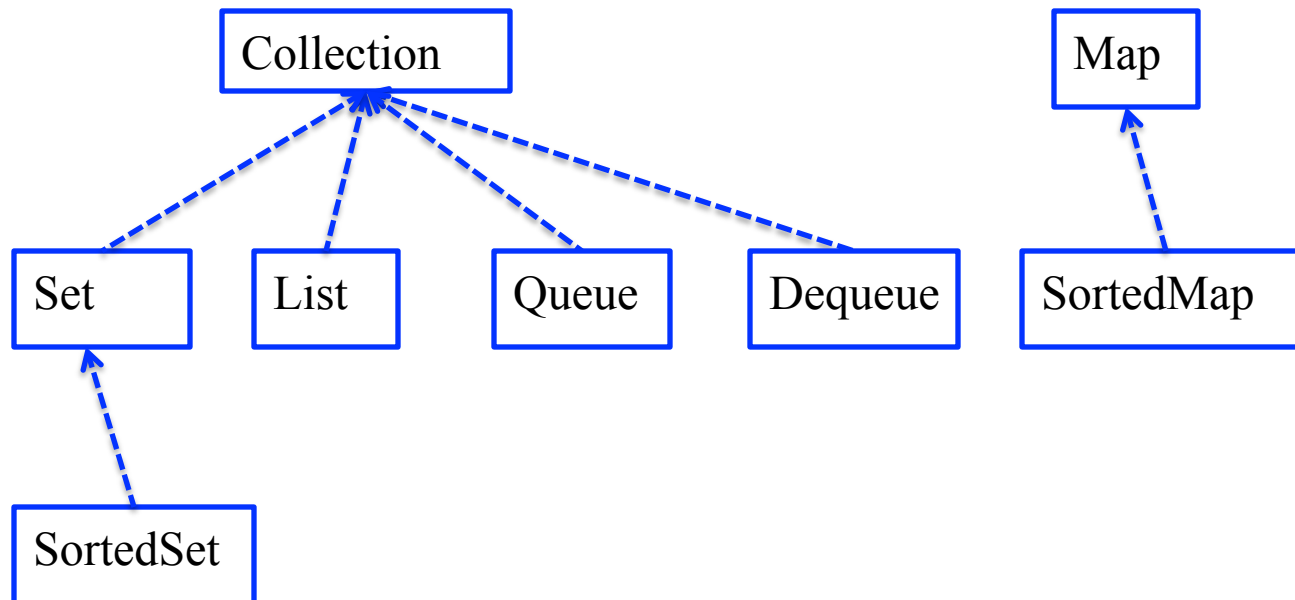 Collection
Map
Set
List
Queue
Dequeue
SortedMap
SortedSet